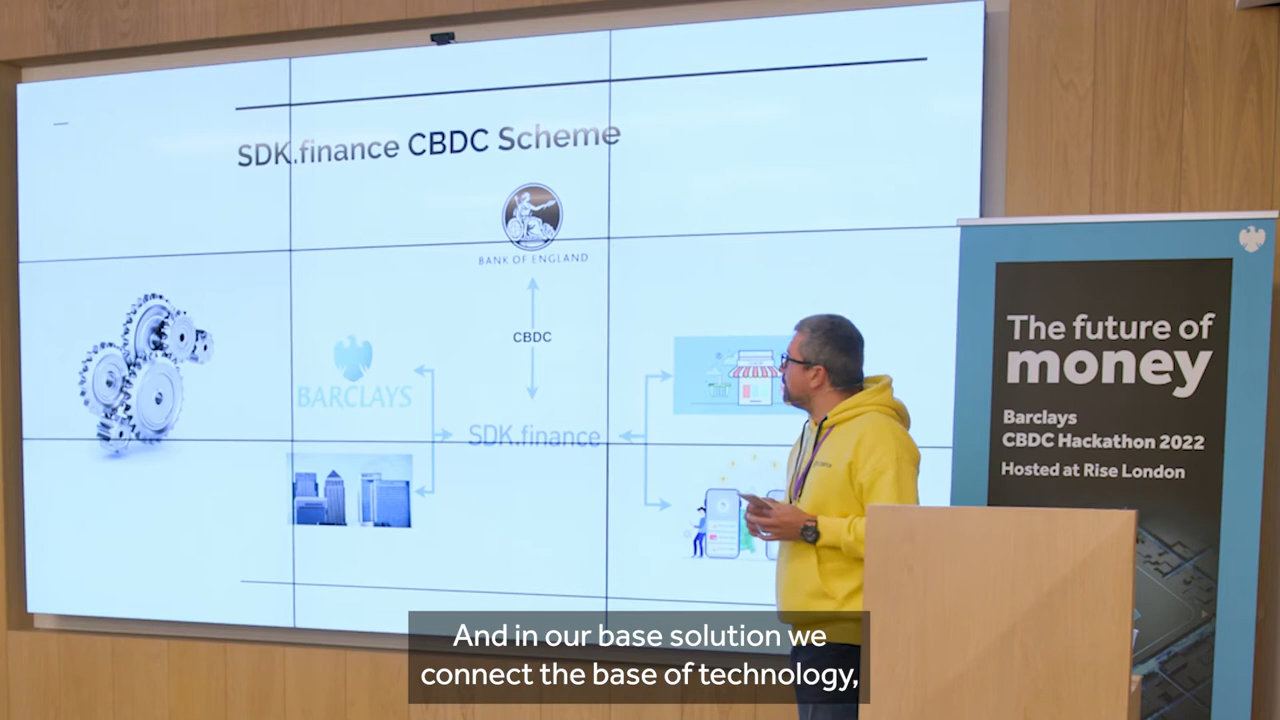 SDK.finance CBDC Scheme
BANK OF ENGLAND
CBDC
BARCLAYS
SDK.finance
The future of
money
Barclays
CBDC Hackathon 2022
Hosted at Rise London
And in our base solution we
connect the base of technology,